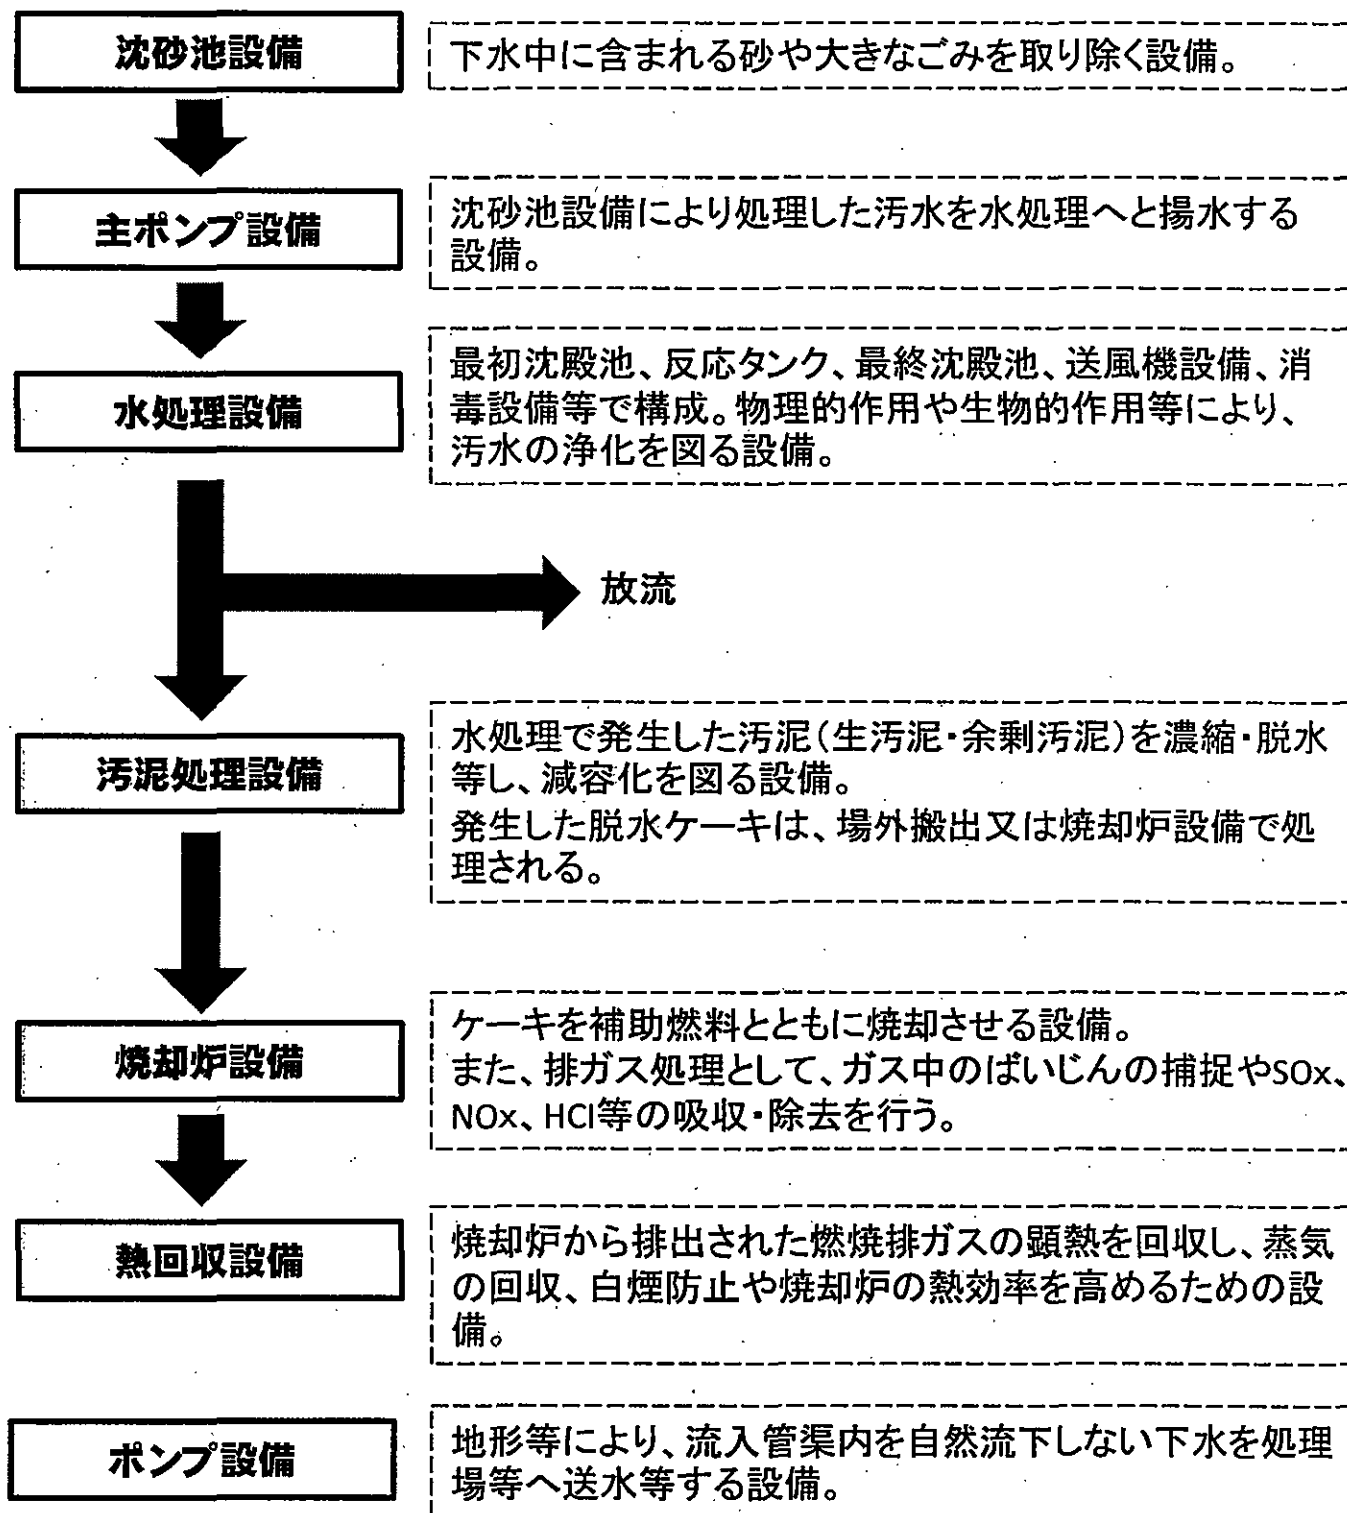 沈砂池設備
下水中に含まれる砂や大きなごみを取り除く設備。
主ポンプ設備
沈砂池設備により処理した汚水を水処理へと揚水する
設備。
水処理設備
最初沈殿池、反応タンク、最終沈殿池、送風機設備、消
毒設備等で構成。物理的作用や生物的作用等により、
汚水の浄化を図る設備。
放流
汚泥処理設備
水処理で発生した汚泥(生汚泥・余剰汚泥)を濃縮・脱水
等し、減容化を図る設備。
発生した脱水ケーキは、場外搬出又は焼却炉設備で処
理される。
焼却炉設備
ケーキを補助燃料とともに焼却させる設備。
また、排ガス処理として、ガス中のばいじんの捕捉やSOx、
NOx、HCl等の吸収・除去を行う。
熱回収設備
焼却炉から排出された燃焼排ガスの顕熱を回収し、蒸気
の回収、白煙防止や焼却炉の熱効率を高めるための設
備。
ポンプ設備
地形等により、流入管渠内を自然流下しない下水を処理
場等へ送水等する設備。